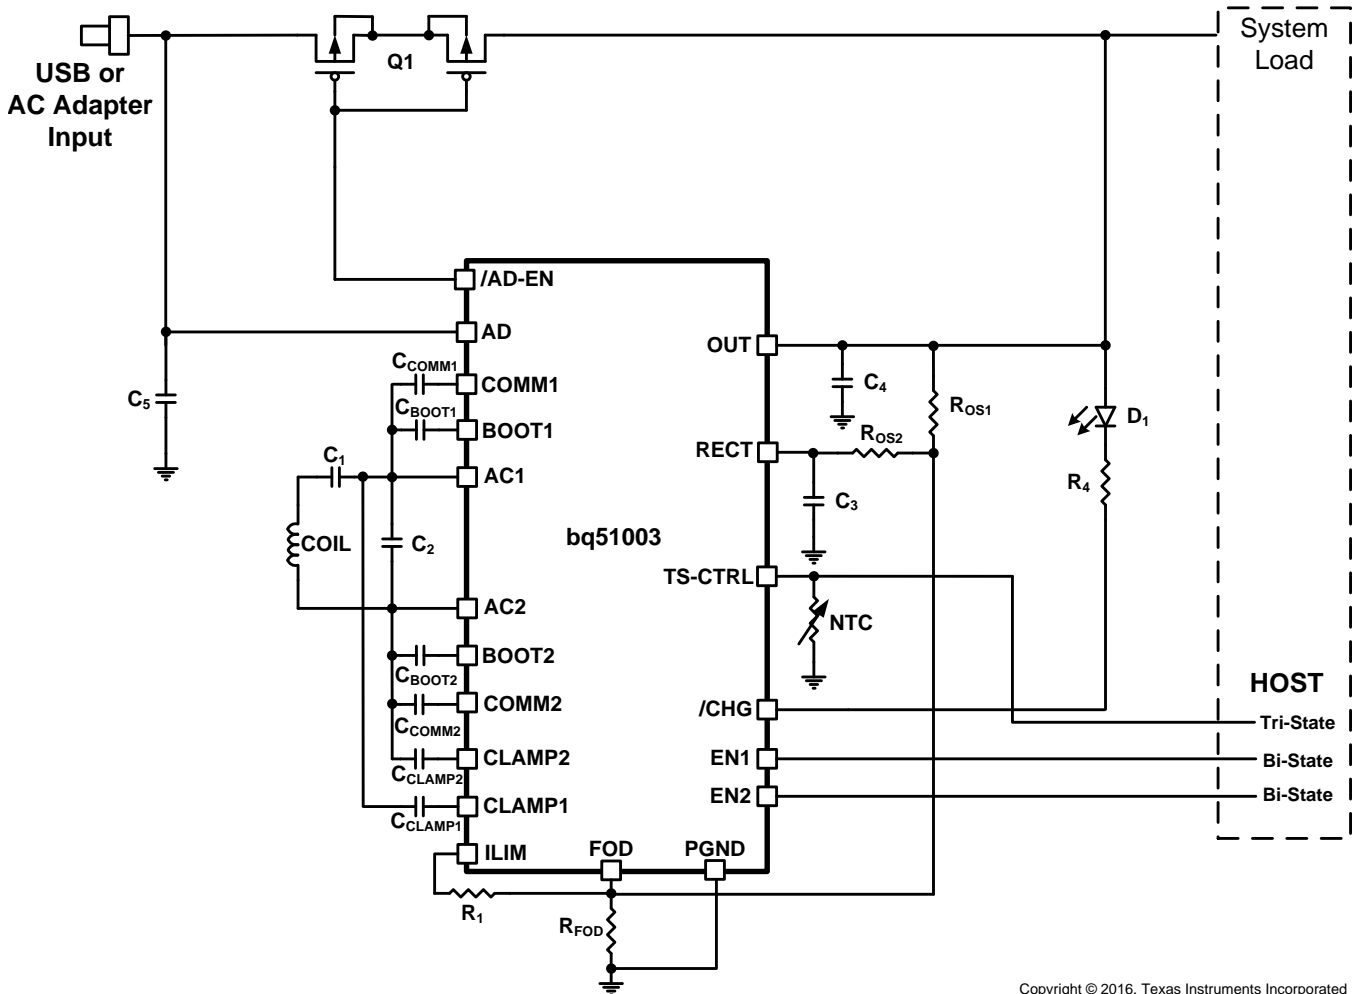 System
Load
Q1
USB or
AC Adapter
Input
/AD-EN
AD
OUT
CCOMM1
COMM1
C5
C4
ROS1
D1
CBOOT1
BOOT1
ROS2
RECT
C1
AC1
R4
C3
COIL
C2
bq51003
TS-CTRL
AC2
NTC
BOOT2
CBOOT2
HOST
COMM2
/CHG
Tri-State
CCOMM2
CLAMP2
EN1
Bi-State
CCLAMP2
EN2
Bi-State
CLAMP1
CCLAMP1
ILIM
FOD
PGND
R1
RFOD
Copyright © 2016, Texas Instruments Incorporated